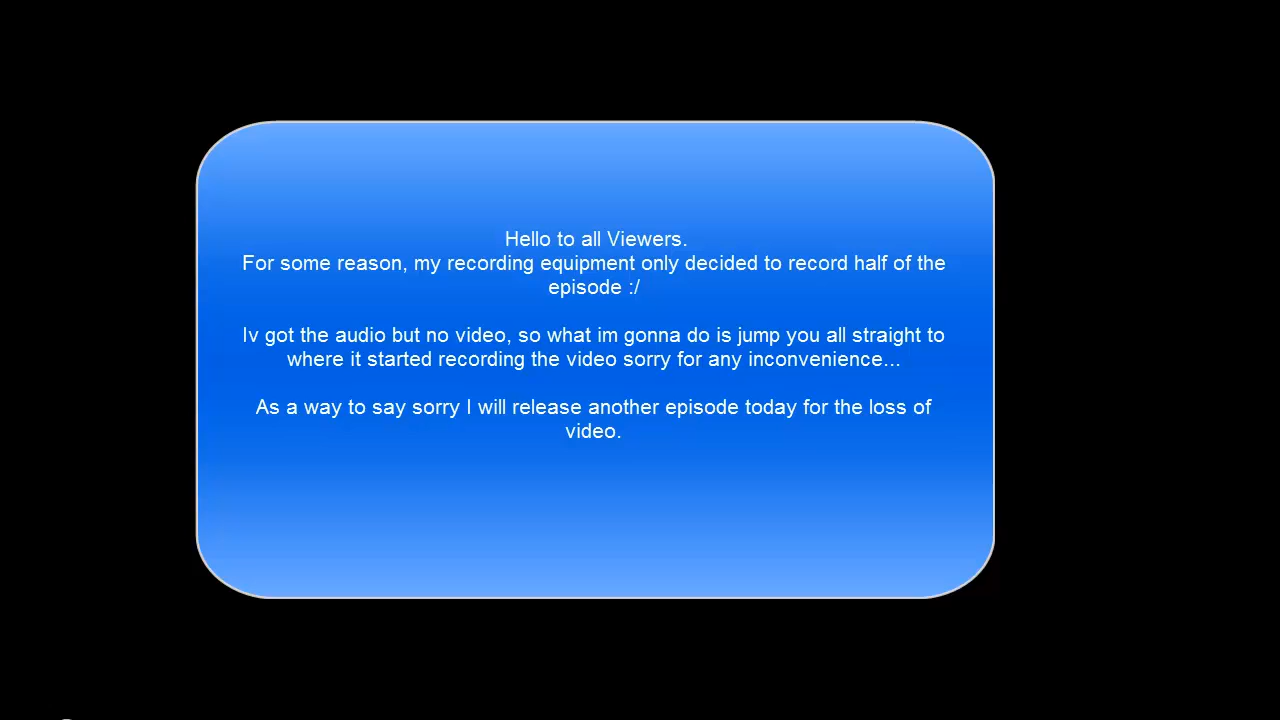 Hello to all Viewers.
For some reason, my recording equipment only decided to record half of the
episode :/
Iv got the audio but no video, so what im gonna do is jump you all straight to
where it started recording the video sorry for any inconvenience...
As a way to say sorry I will release another episode today for the loss of
video.